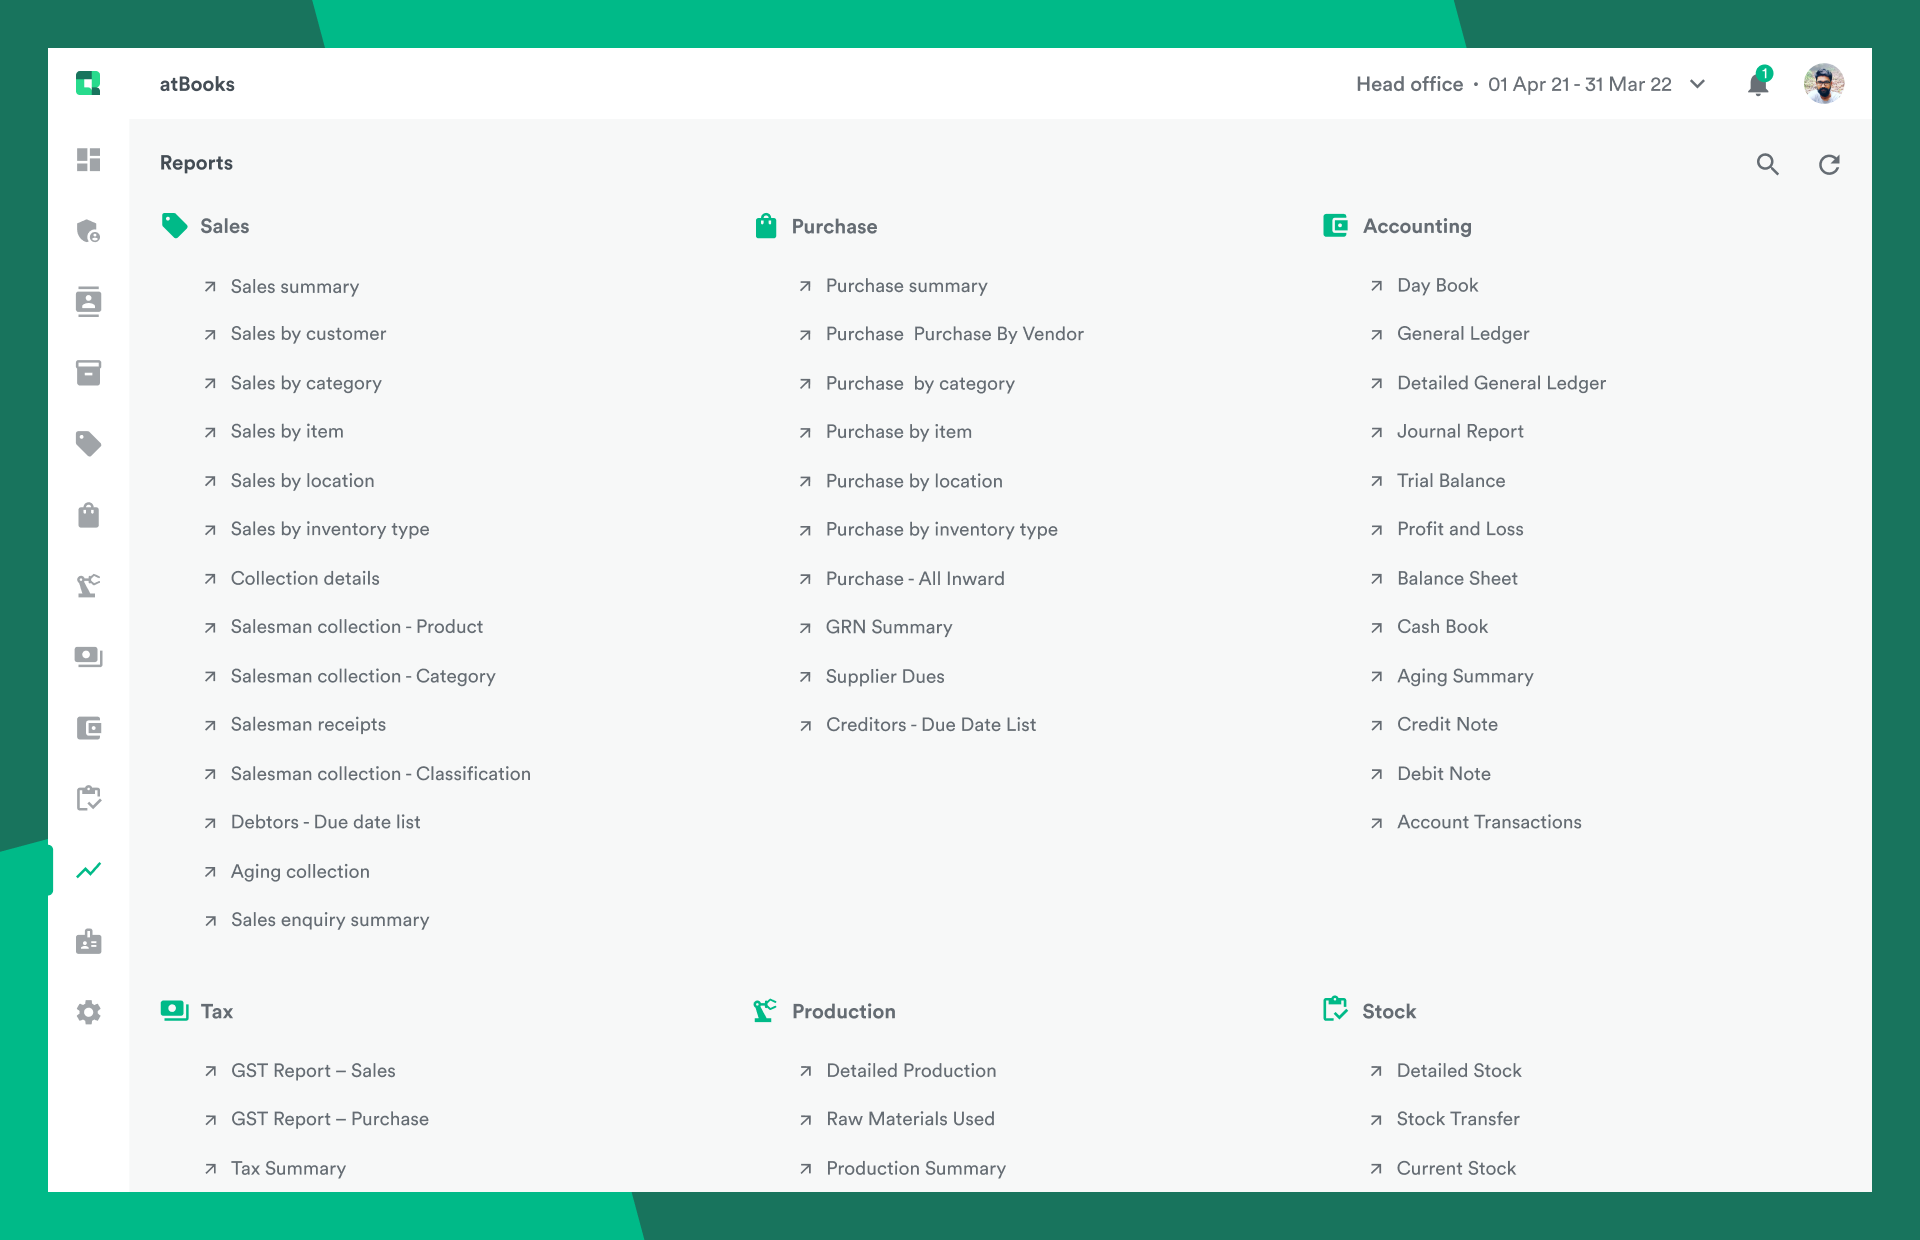 atBooks
Head office • 01 Apr 21 - 31 Mar 22
1
Reports
Sales
Sales summary
Sales by customer
Sales by category
Sales by item
Sales by location
Sales by inventory type
Collection details
Salesman collection - Product
Salesman collection - Category
Salesman receipts
Salesman collection - Classification
Debtors - Due date list
Aging collection
Sales enquiry summary
Purchase
Purchase summary
Purchase  Purchase By Vendor
Purchase  by category
Purchase by item
Purchase by location
Purchase by inventory type
Purchase - All Inward
GRN Summary
Supplier Dues
Creditors - Due Date List
Accounting
Day Book
General Ledger
Detailed General Ledger
Journal Report
Trial Balance
Profit and Loss
Balance Sheet
Cash Book
Aging Summary
Credit Note
Debit Note
Account Transactions
Tax
GST Report – Sales
GST Report – Purchase
Tax Summary
Production
Detailed Production
Raw Materials Used
Production Summary
Stock
Detailed Stock
Stock Transfer
Current Stock